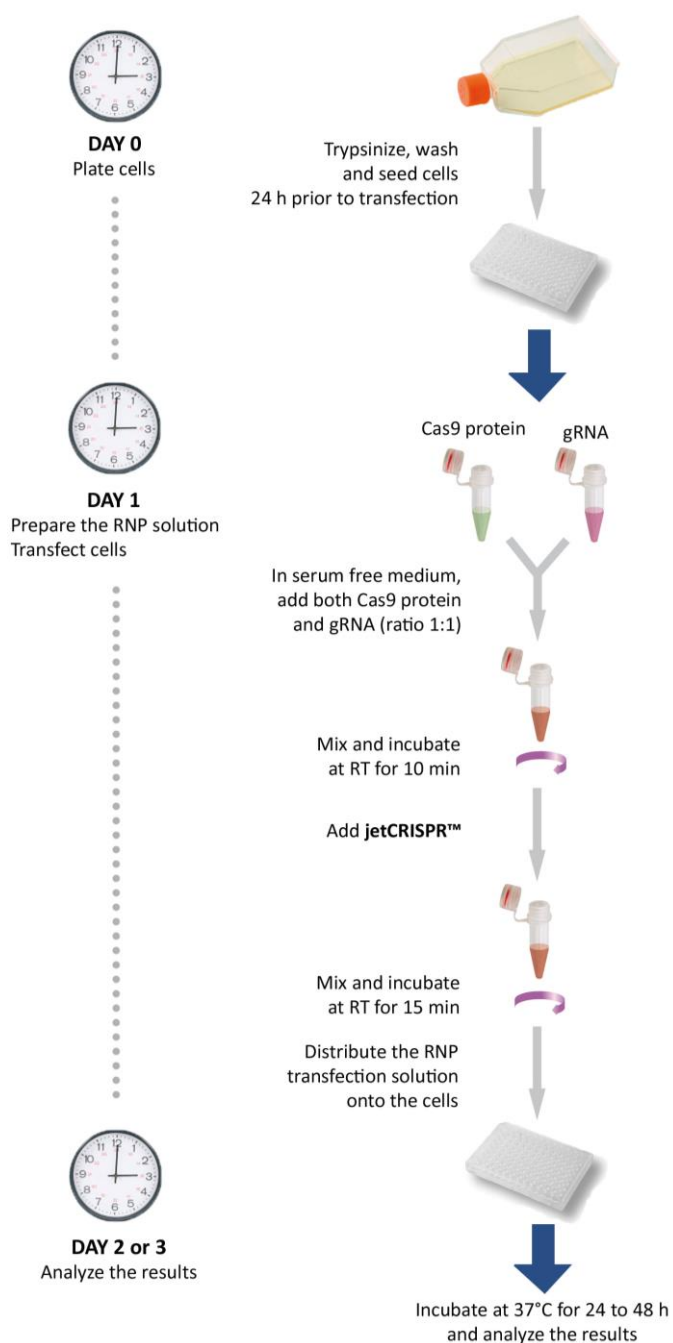 DAY 0
Plate cells
Trypsinize, wash
and seed cells
24 h prior to transfection
DAY 1
Prepare the RNP solution
Transfect cells
Cas9 protein
gRNA
In serum free medium,
add both Cas9 protein
and gRNA (ratio 1:1)
Mix and incubate
at RT for 10 min
Add jetCRISPR™
Mix and incubate
at RT for 15 min
Distribute the RNP
transfection solution
onto the cells
DAY 2 or 3
Analyze the results
Incubate at 37°C for 24 to 48 h
and analyze the results